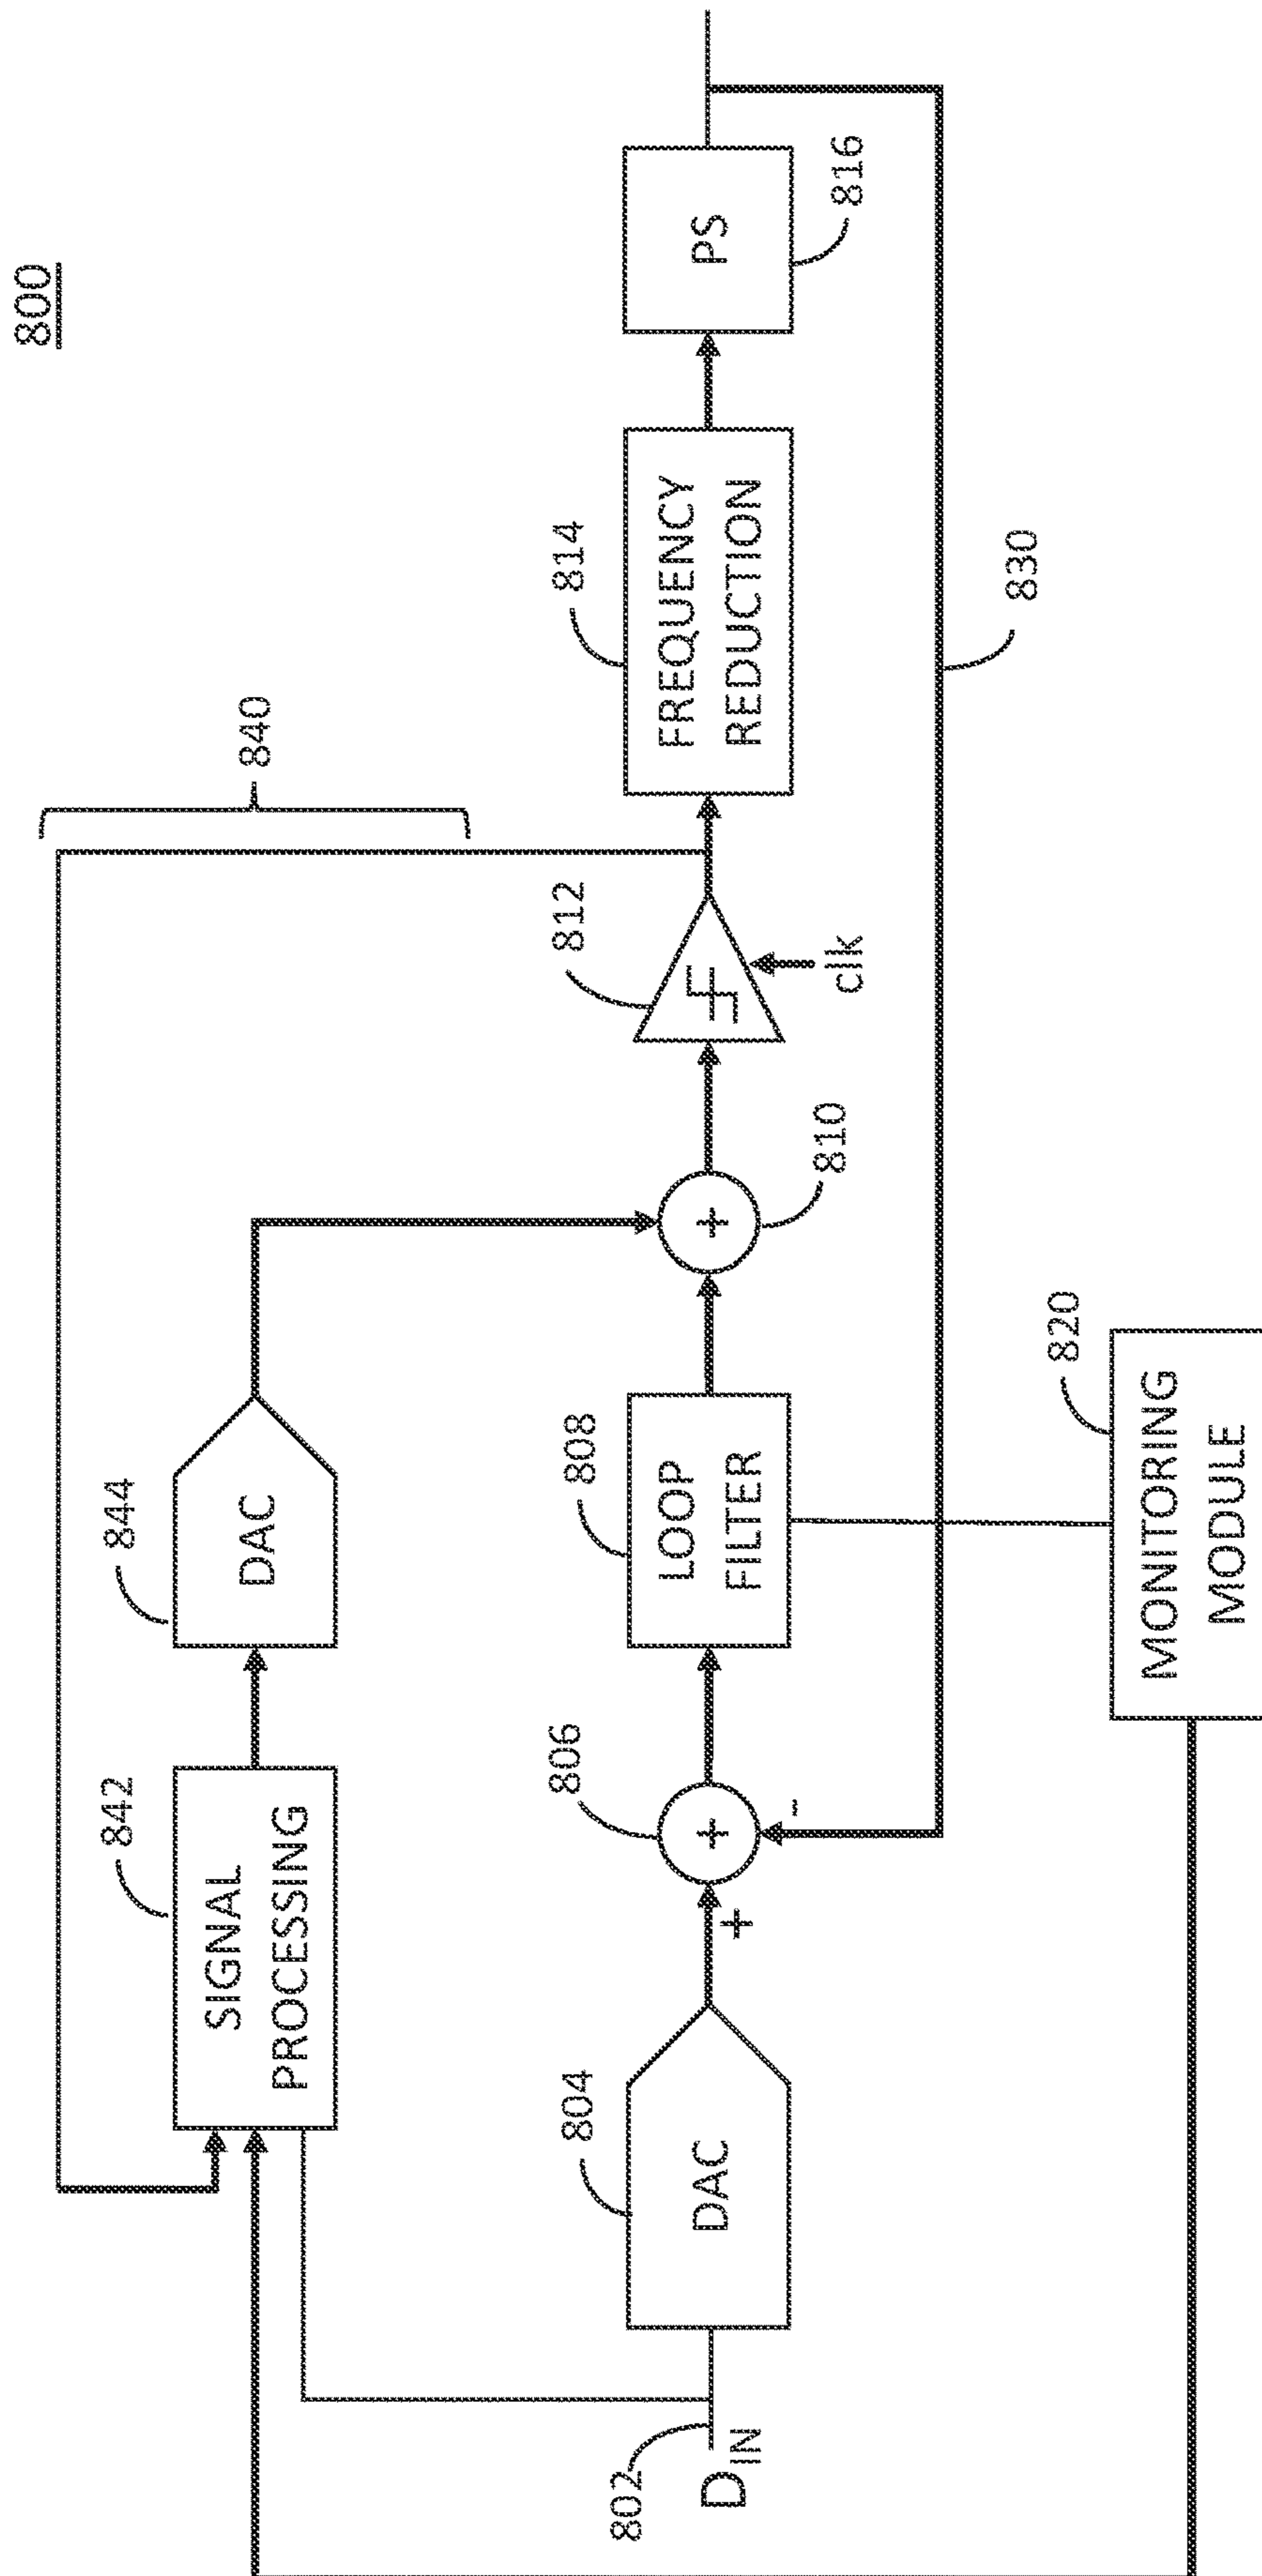 800
840
842
SIGNAL
PROCESSING
844
DAC
802
D_IN
804
DAC
+
806
+
-
808
LOOP
FILTER
810
+
812
clk
814
FREQUENCY
REDUCTION
816
PS
830
820
MONITORING
MODULE